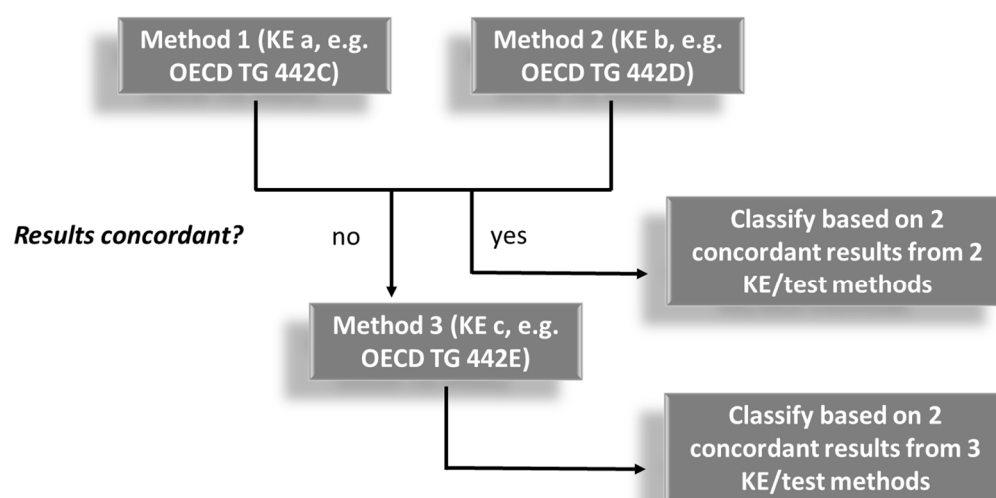 Method 1 (KE a, e.g.
OECD TG 442C)
Method 2 (KE b, e.g.
OECD TG 442D)
Results concordant?
no
yes
Classify based on 2
concordant results from 2
KE/test methods
Method 3 (KE c, e.g.
OECD TG 442E)
Classify based on 2
concordant results from 3
KE/test methods